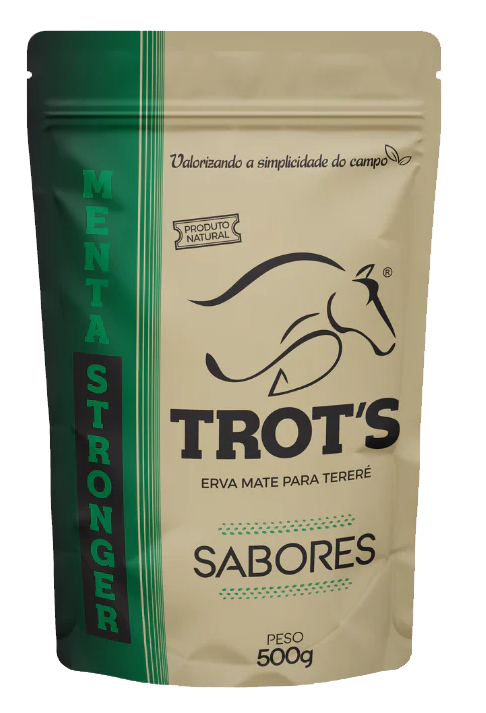 Valorizando a simplicidade do campo
PRODUTO
NATURAL
®
TROT'S
ERVA MATE PARA TERERÉ
SABORES
PESO
500g
MENTA STRONGER